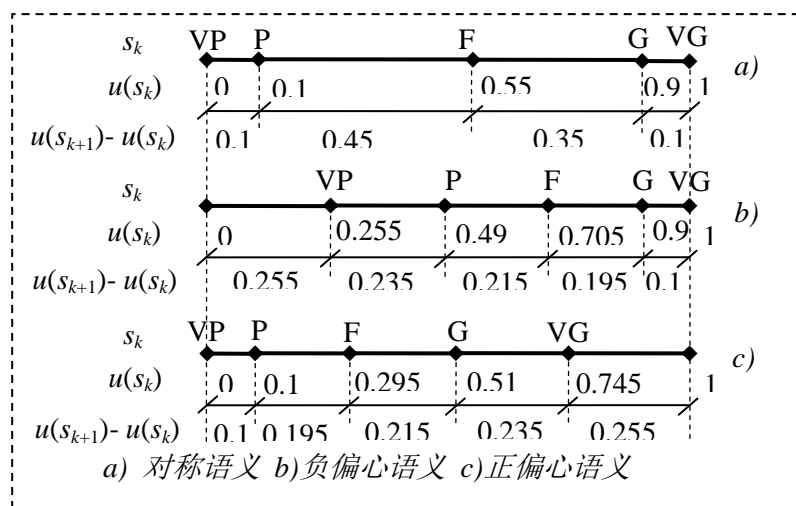 s_k VP P F G VG
u(s_k) 0 0.1 0.55 0.9 1 a)
u(s_{k+1})- u(s_k) 0.1 0.45 0.35 0.1
s_k VP P F G VG
u(s_k) 0 0.255 0.49 0.705 0.9 1 b)
u(s_{k+1})- u(s_k) 0.255 0.235 0.215 0.195 0.1
s_k VP P F G VG
u(s_k) 0 0.1 0.295 0.51 0.745 1 c)
u(s_{k+1})- u(s_k) 0.1 0.195 0.215 0.235 0.255
a) 对称语义 b)负偏心语义 c)正偏心语义